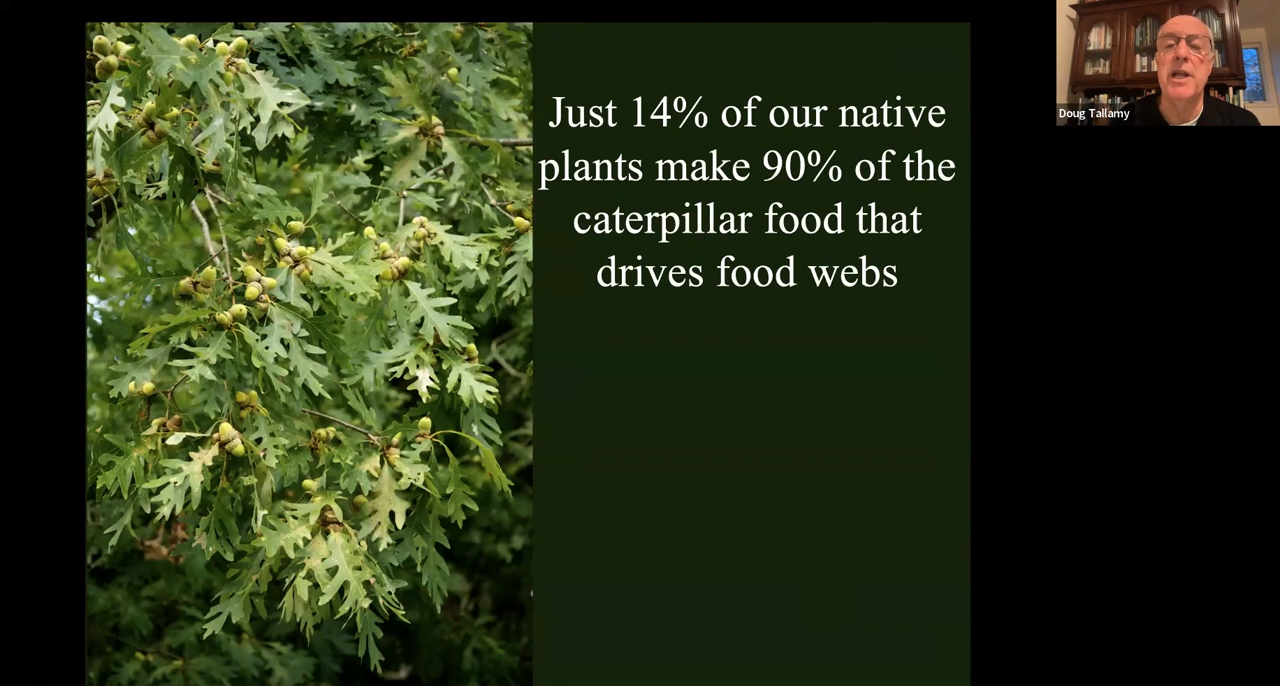 Just 14% of our native
plants make 90% of the
caterpillar food that
drives food webs
Doug Tallamy